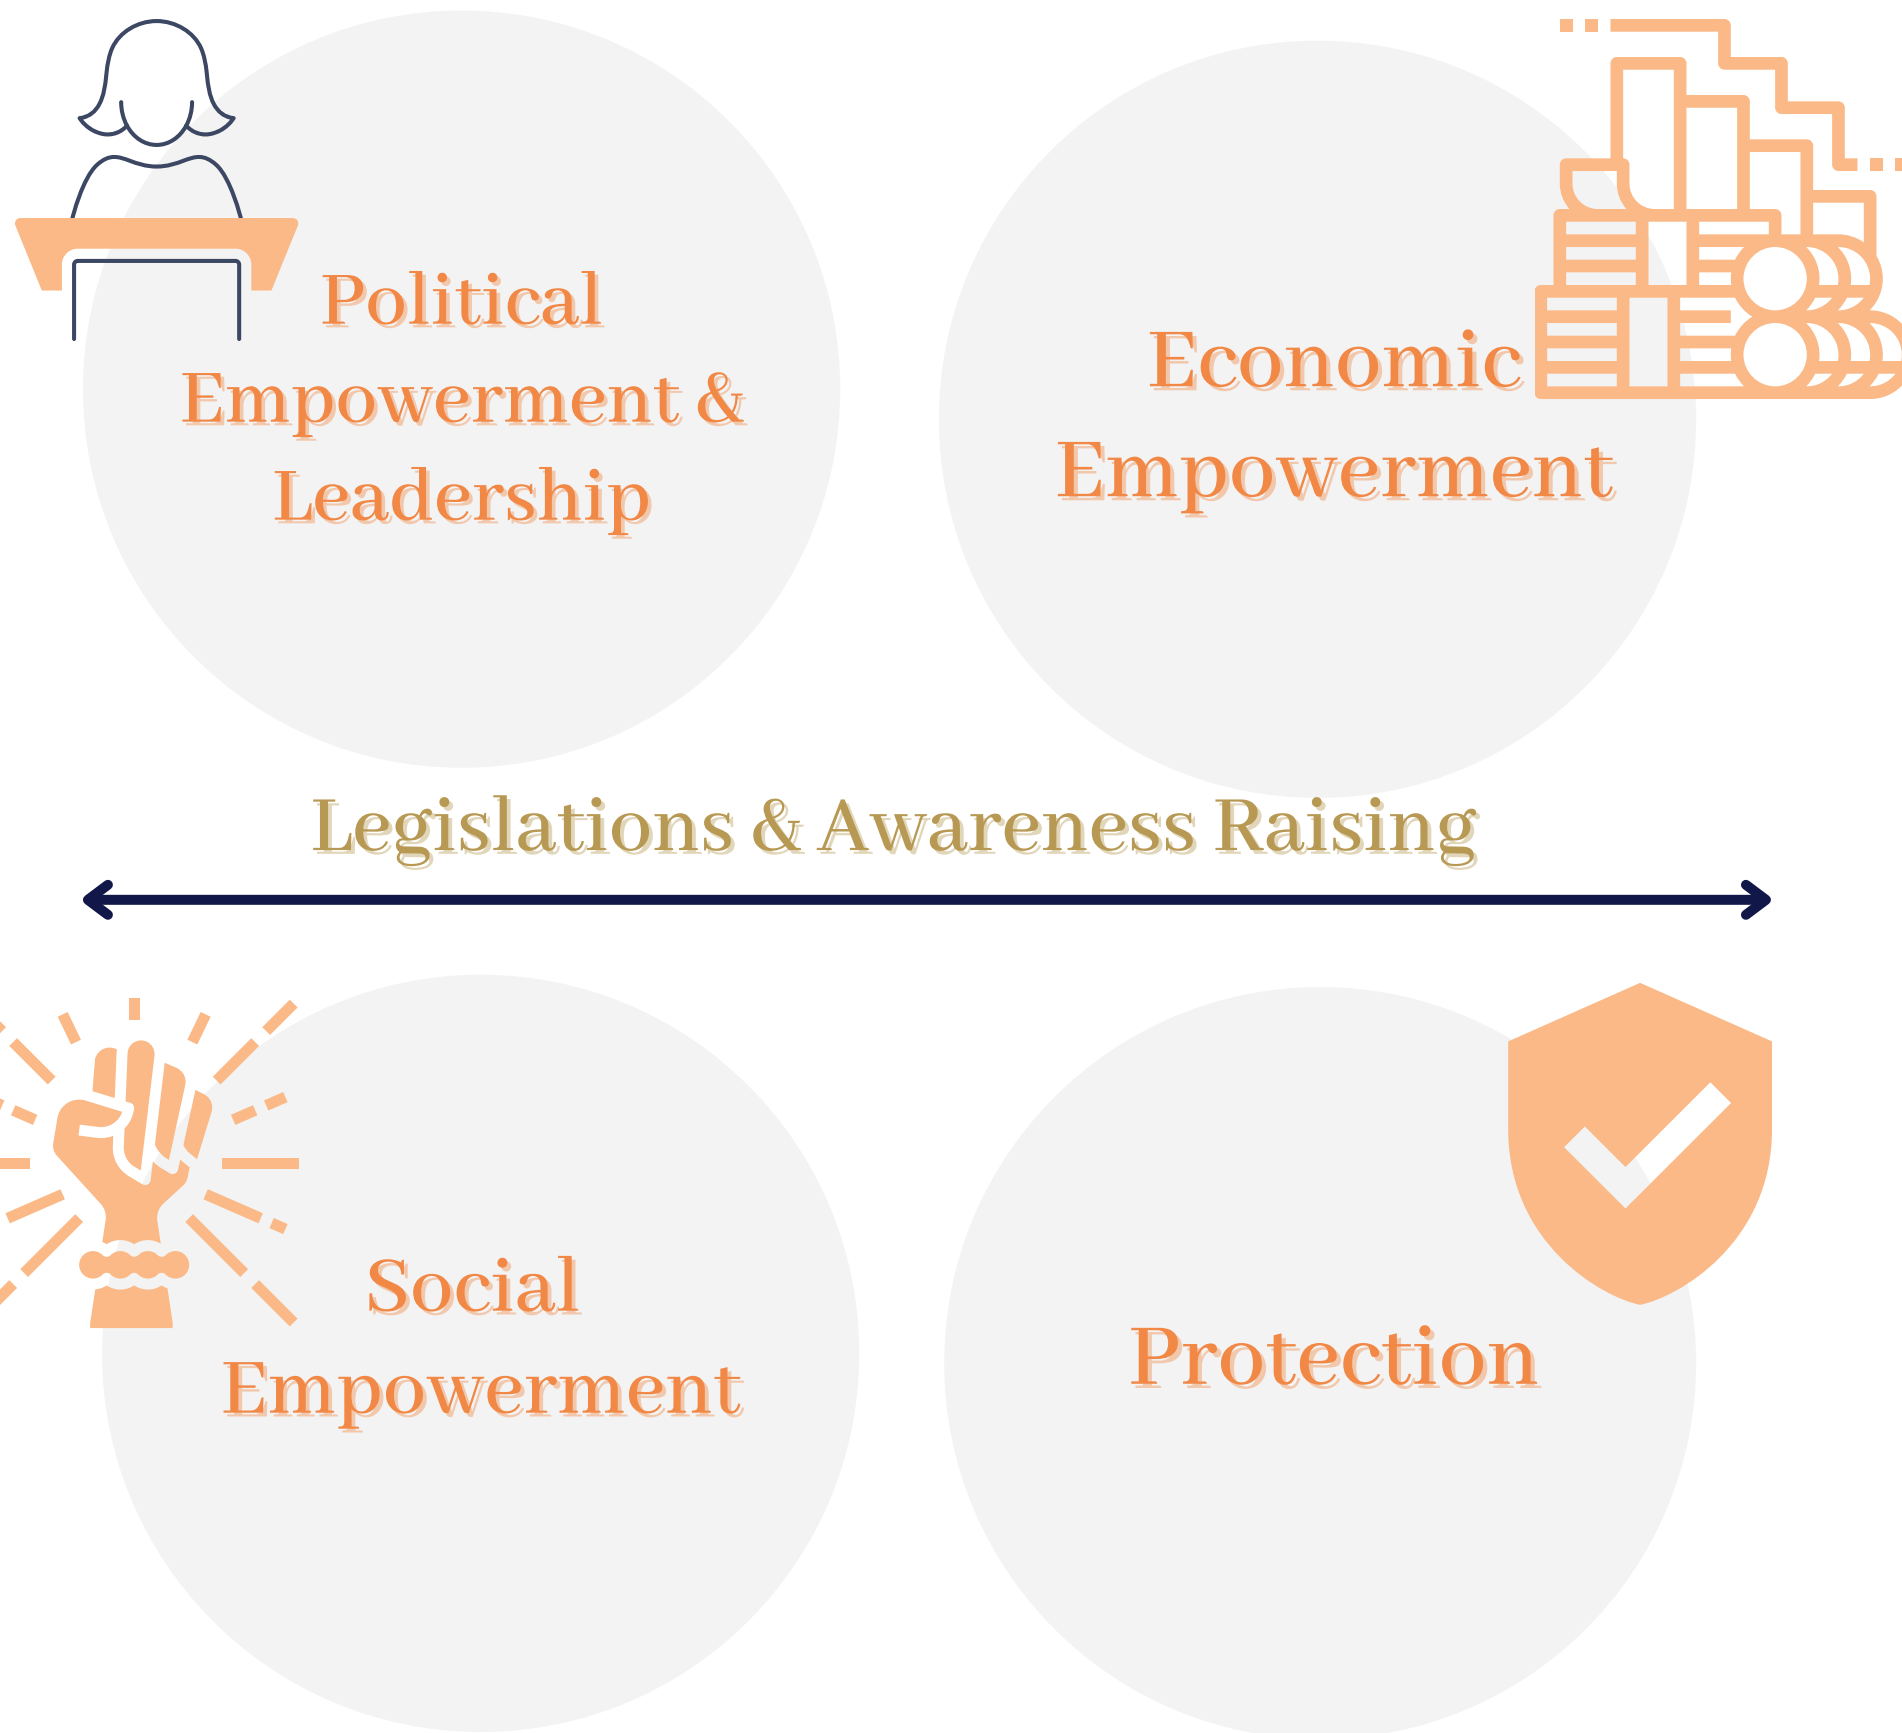 Political
Empowerment &
Leadership
Economic
Empowerment
Legislations & Awareness Raising
Social
Empowerment
Protection